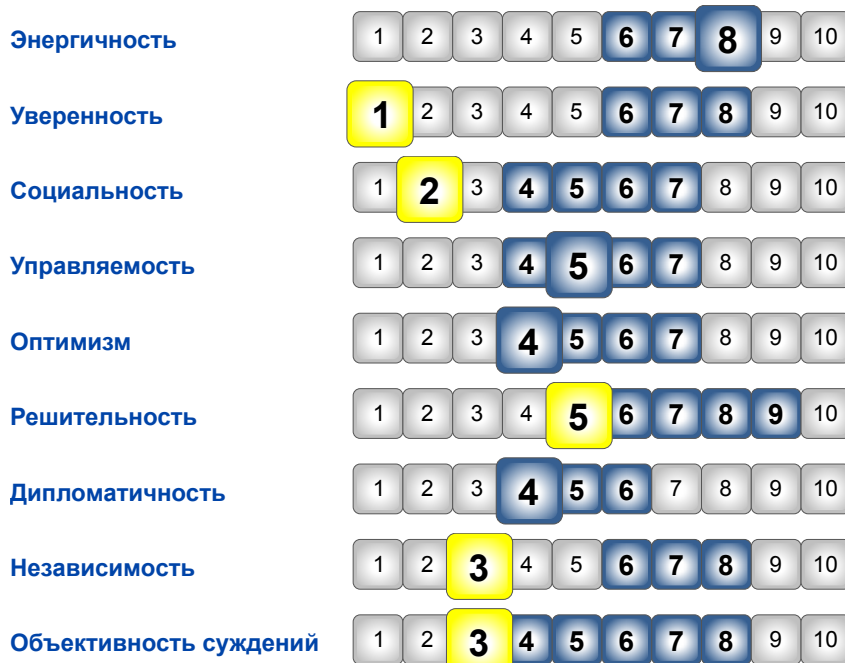 Энергичность 1 2 3 4 5 6 7 8 9 10
Уверенность 1 2 3 4 5 6 7 8 9 10
Социальность 1 2 3 4 5 6 7 8 9 10
Управляемость 1 2 3 4 5 6 7 8 9 10
Оптимизм 1 2 3 4 5 6 7 8 9 10
Решительность 1 2 3 4 5 6 7 8 9 10
Дипломатичность 1 2 3 4 5 6 7 8 9 10
Независимость 1 2 3 4 5 6 7 8 9 10
Объективность суждений 1 2 3 4 5 6 7 8 9 10